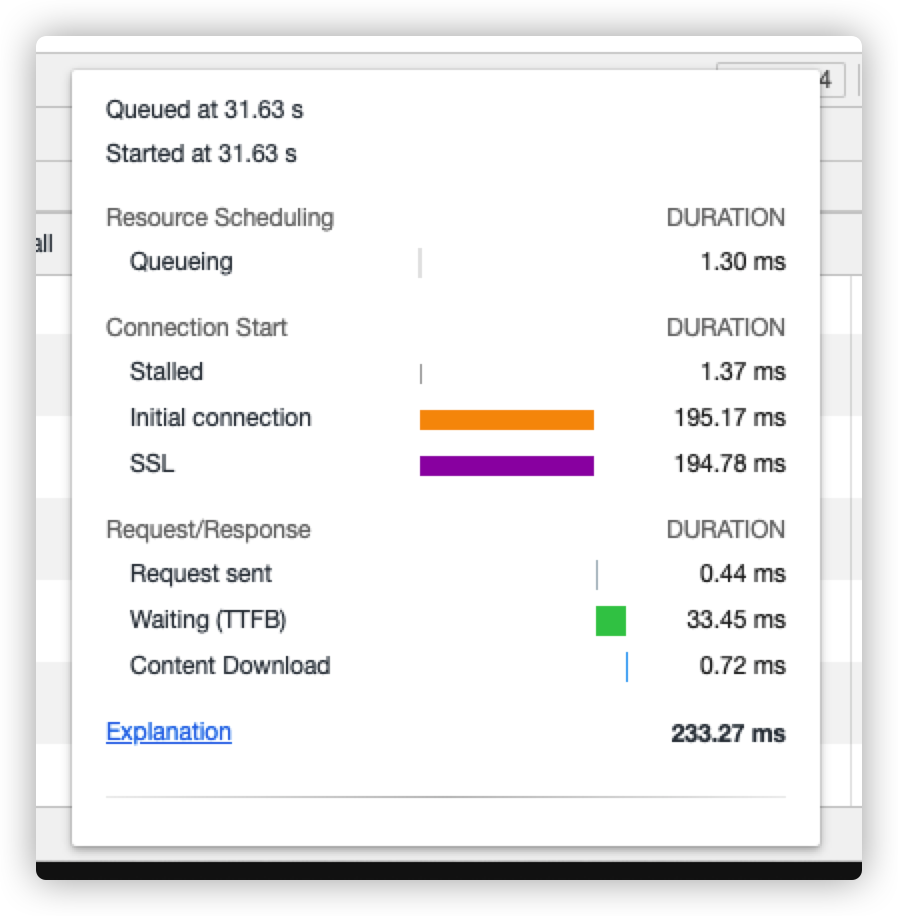 4
Queued at 31.63 s
Started at 31.63 s
Resource Scheduling DURATION
all
Queueing 1.30 ms
Connection Start DURATION
Stalled 1.37 ms
Initial connection 195.17 ms
SSL 194.78 ms
Request/Response DURATION
Request sent 0.44 ms
Waiting (TTFB) 33.45 ms
Content Download 0.72 ms
Explanation 233.27 ms